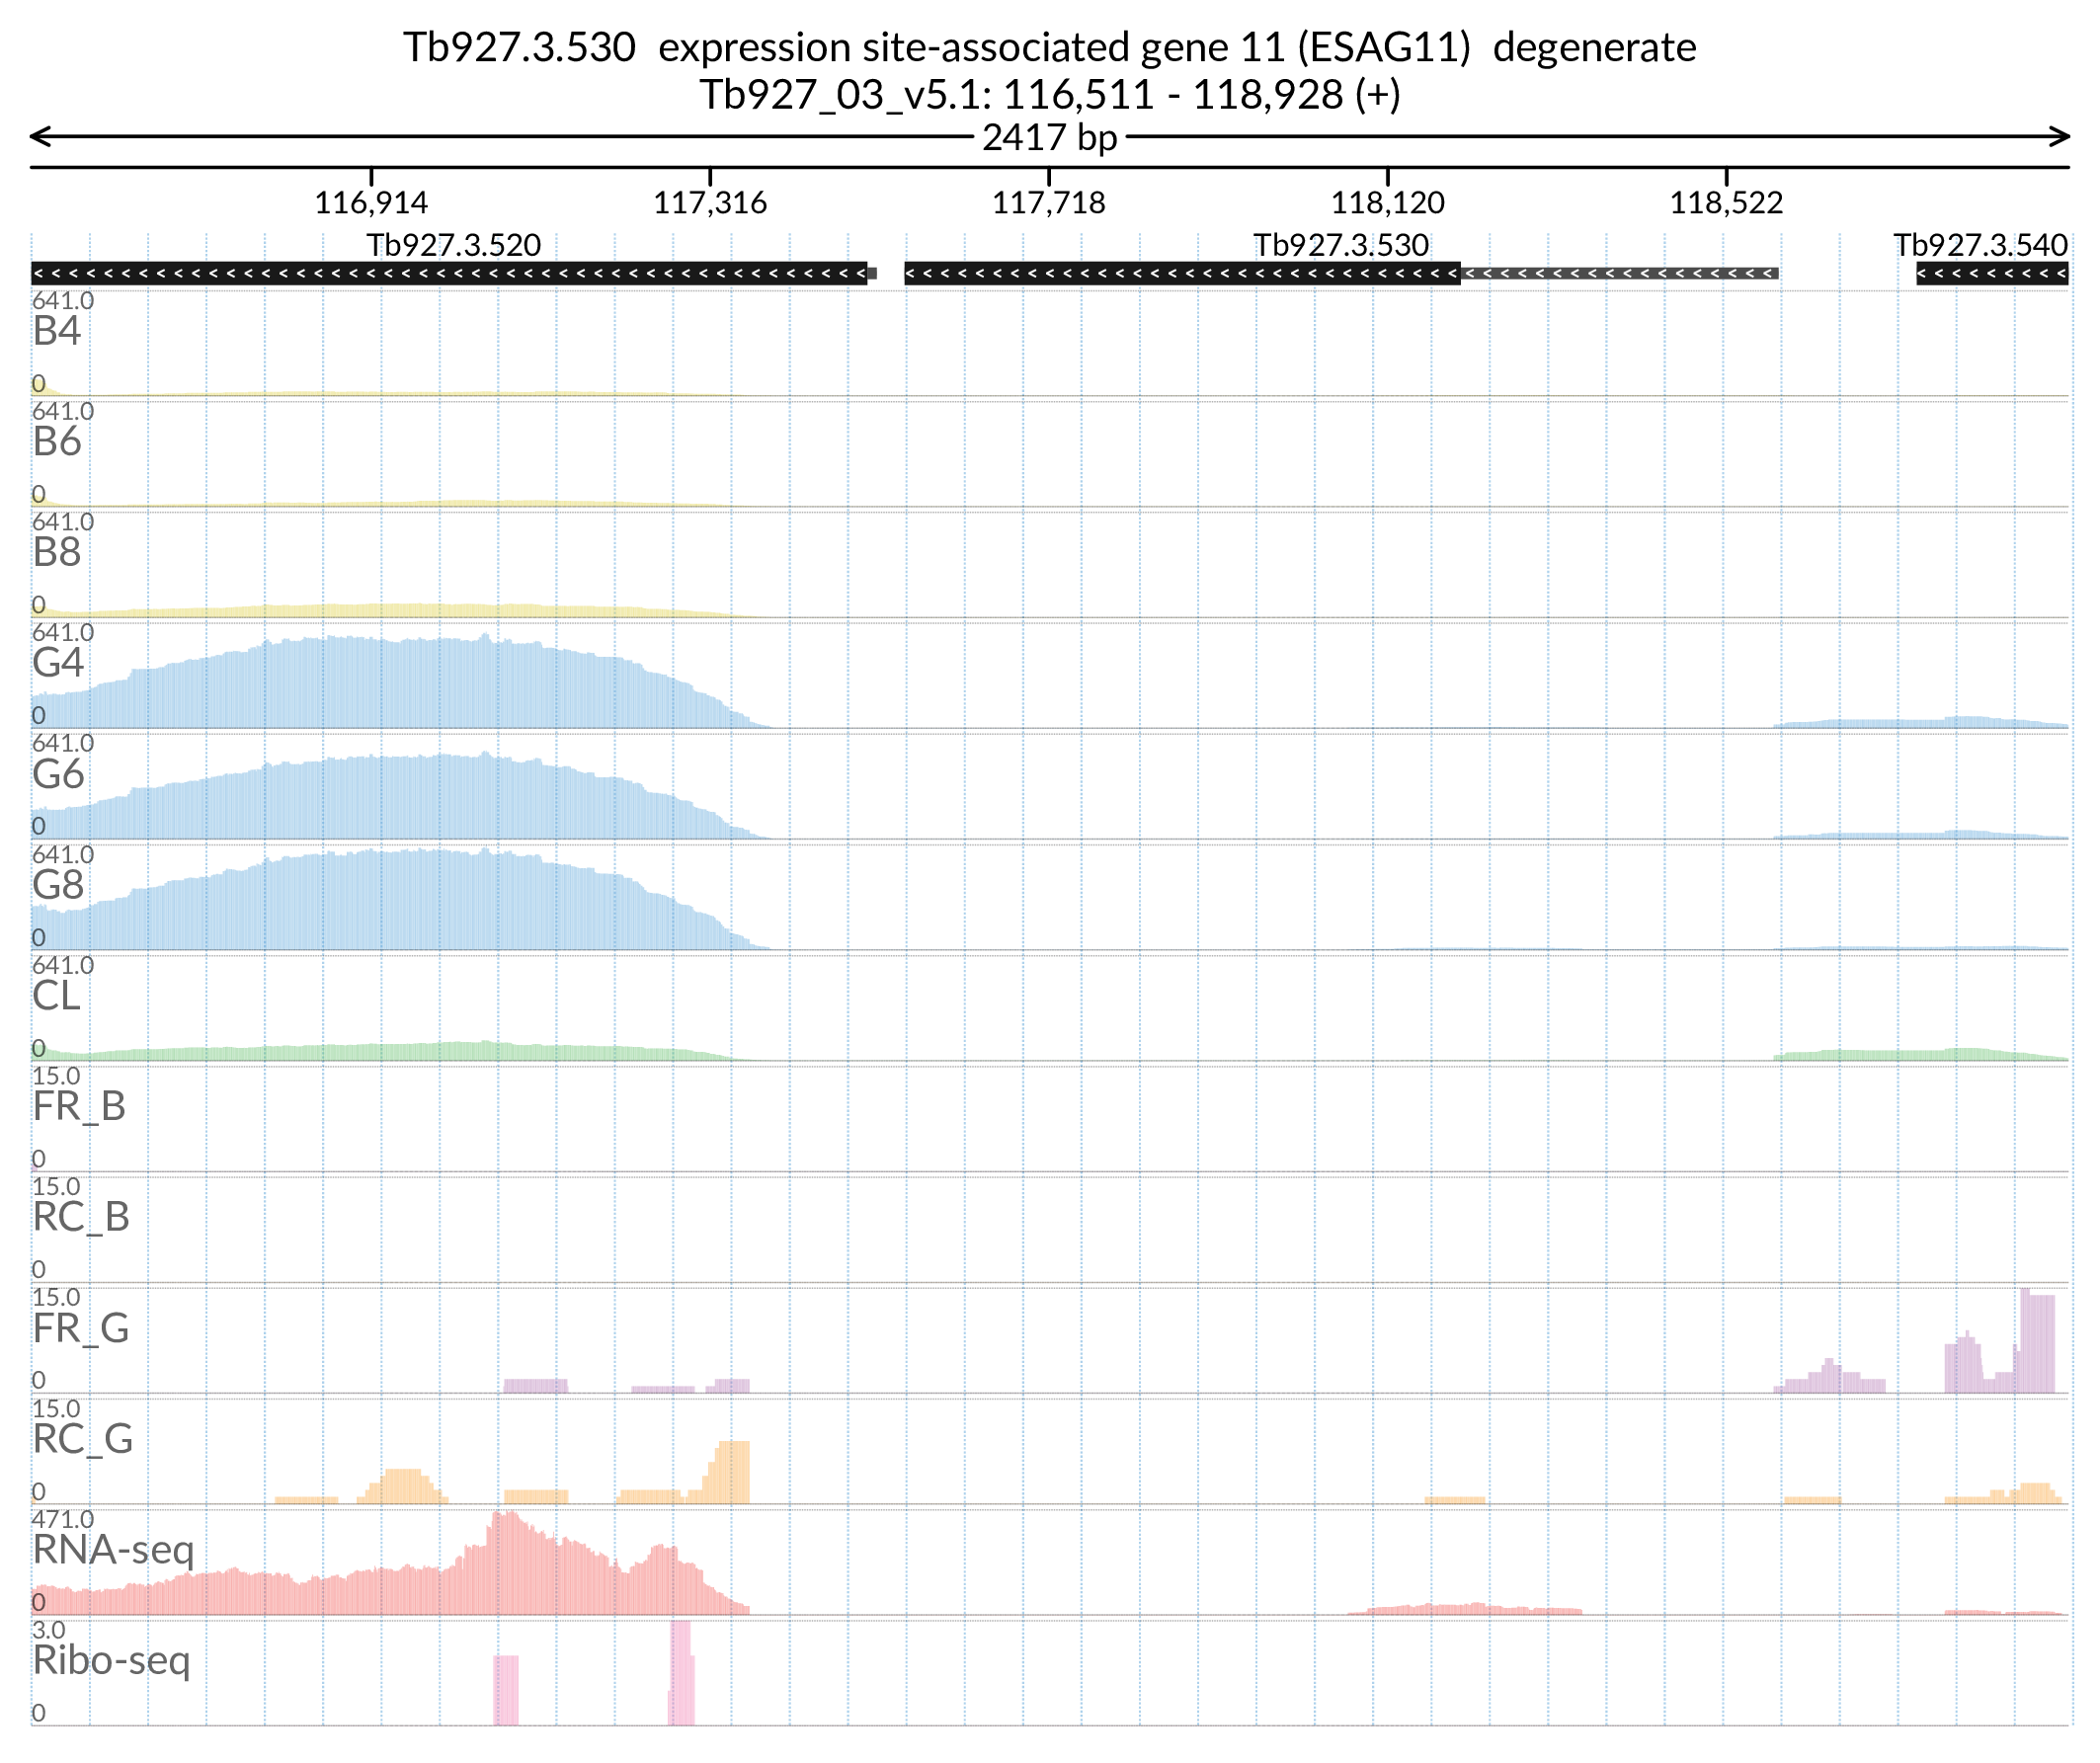 Tb927.3.530  expression site-associated gene 11 (ESAG11)  degenerate
Tb927_03_v5.1: 116,511 - 118,928 (+)
2417 bp
116,914 117,316 117,718 118,120 118,522
Tb927.3.520 Tb927.3.530 Tb927.3.540
641.0
B4
0
641.0
B6
0
641.0
B8
0
641.0
G4
0
641.0
G6
0
641.0
G8
0
641.0
CL
0
15.0
FR_B
0
15.0
RC_B
0
15.0
FR_G
0
15.0
RC_G
0
471.0
RNA-seq
0
3.0
Ribo-seq
0